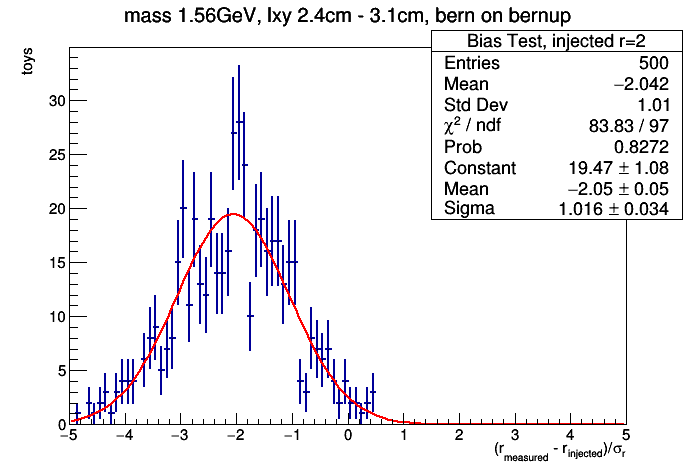 mass 1.56GeV, lxy 2.4cm - 3.1cm, bern on bernup
toys
Bias Test, injected r=2
Entries 500
Mean −2.042
Std Dev 1.01
χ² / ndf 83.83 / 97
Prob 0.8272
Constant 19.47 ± 1.08
Mean −2.05 ± 0.05
Sigma 1.016 ± 0.034
30
25
20
15
10
5
0
−5 −4 −3 −2 −1 0 1 2 3 4 5
(r_measured - r_injected)/σ_r